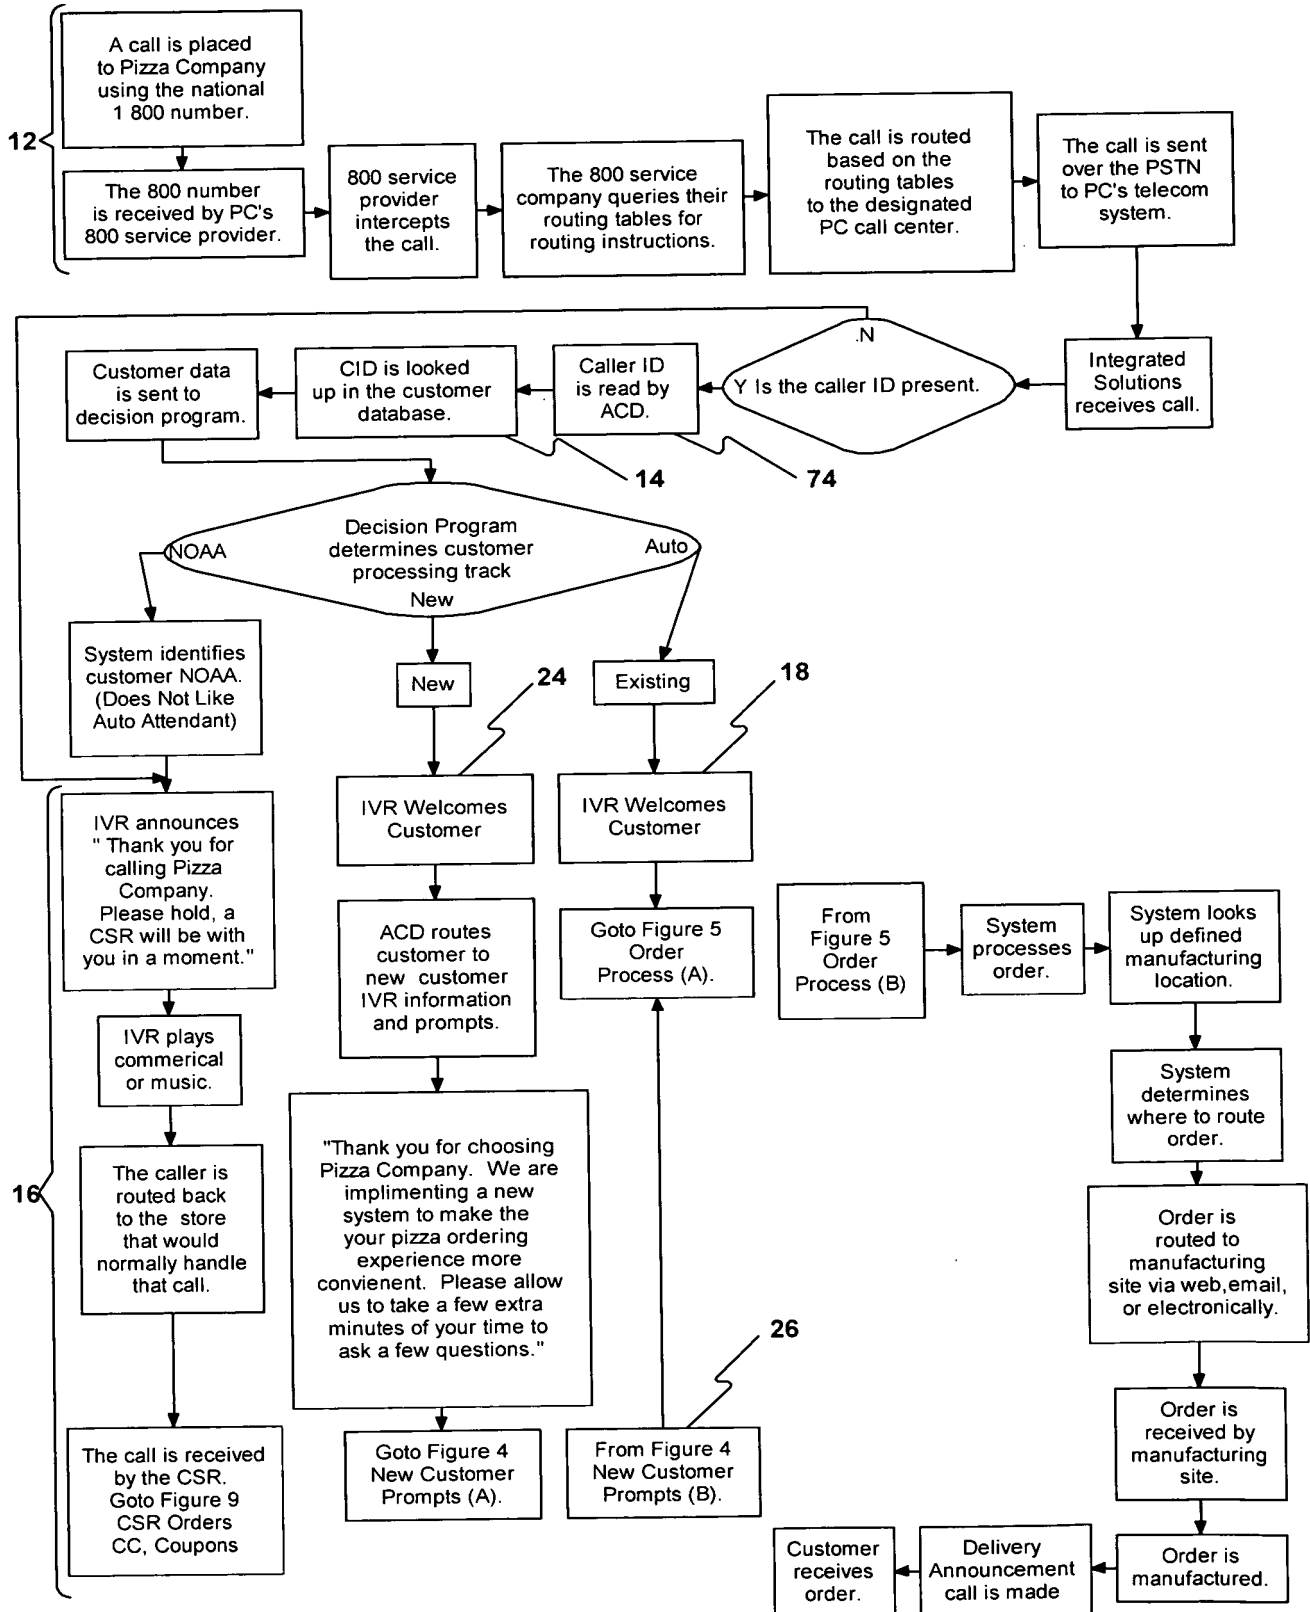 A call is placed
to Pizza Company
using the national
1 800 number.
12
The 800 number
is received by PC's
800 service provider.
800 service
provider
intercepts
the call.
The 800 service
company queries their
routing tables for
routing instructions.
The call is routed
based on the
routing tables
to the designated
PC call center.
The call is sent
over the PSTN
to PC's telecom
system.
Integrated
Solutions
receives call.
.N
Y Is the caller ID present.
Caller ID
is read by
ACD.
74
CID is looked
up in the customer
database.
14
Customer data
is sent to
decision program.
Decision Program
determines customer
processing track
NOAA
Auto
New
System identifies
customer NOAA.
(Does Not Like
Auto Attendant)
New
24
Existing
18
IVR announces
" Thank you for
calling Pizza
Company.
Please hold, a
CSR will be with
you in a moment."
IVR plays
commerical
or music.
16
The caller is
routed back
to the store
that would
normally handle
that call.
The call is received
by the CSR.
Goto Figure 9
CSR Orders
CC, Coupons
IVR Welcomes
Customer
ACD routes
customer to
new customer
IVR information
and prompts.
"Thank you for choosing
Pizza Company. We are
implimenting a new
system to make the
your pizza ordering
experience more
convienent. Please allow
us to take a few extra
minutes of your time to
ask a few questions."
Goto Figure 4
New Customer
Prompts (A).
IVR Welcomes
Customer
Goto Figure 5
Order
Process (A).
26
From Figure 4
New Customer
Prompts (B).
From
Figure 5
Order
Process (B)
System
processes
order.
System looks
up defined
manufacturing
location.
System
determines
where to route
order.
Order is
routed to
manufacturing
site via web,email,
or electronically.
Order is
received by
manufacturing
site.
Order is
manufactured.
Delivery
Announcement
call is made
Customer
receives
order.